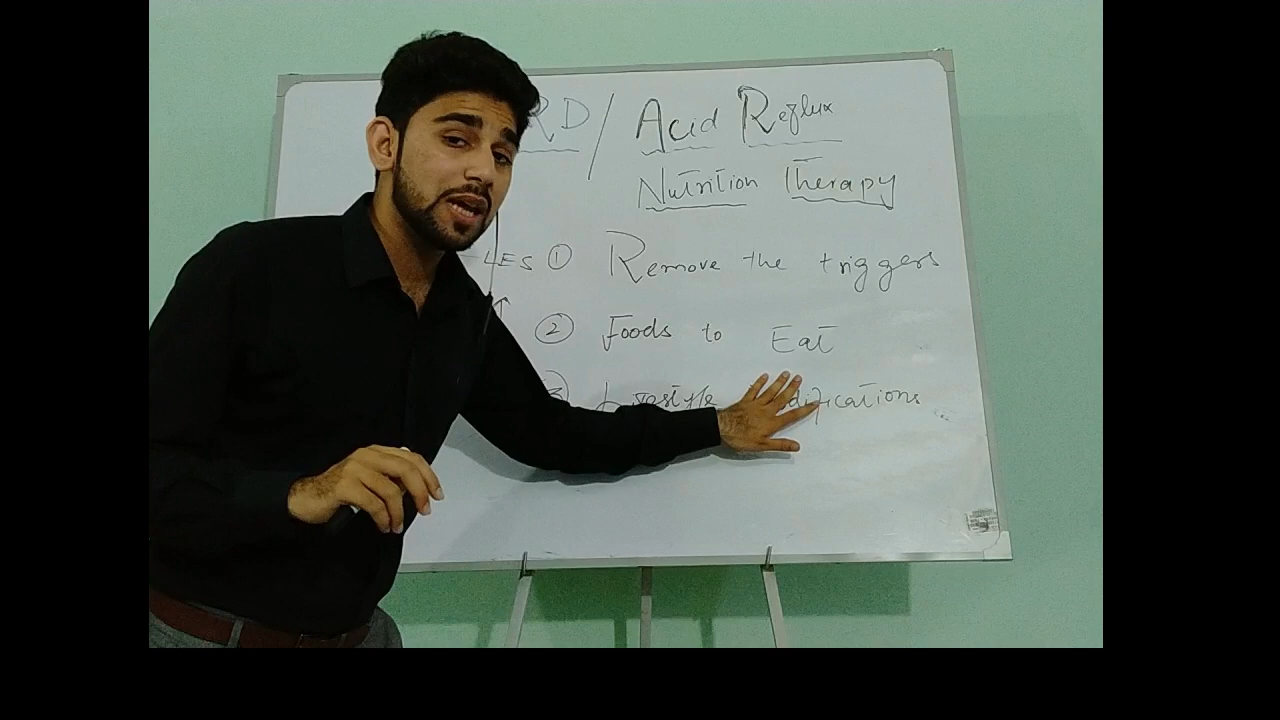 RD / Acid Reflux
Nutrition Therapy
LES ① Remove the triggers
② Foods to Eat
Lifestyle